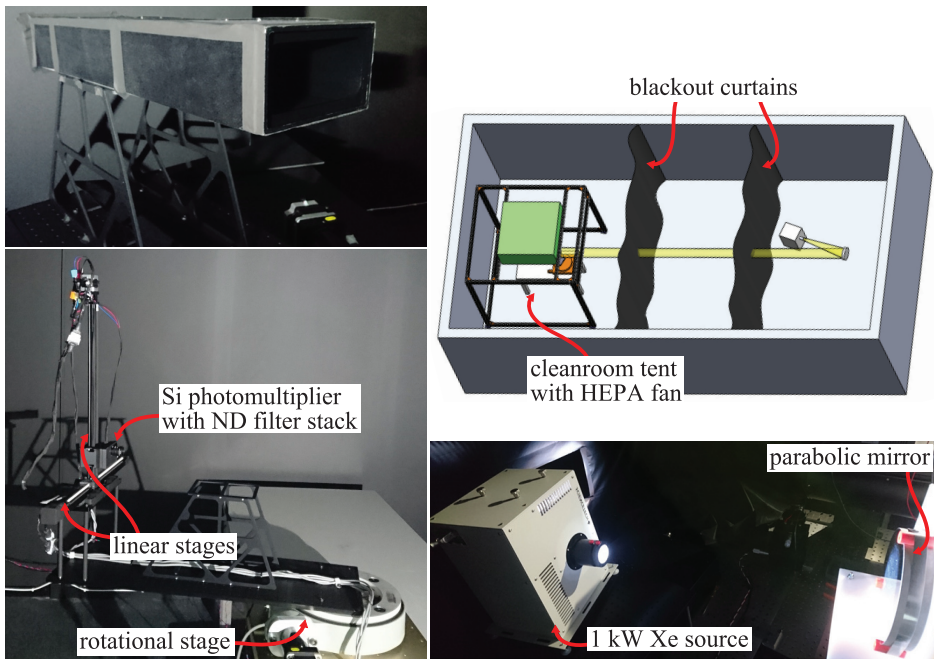 blackout curtains
cleanroom tent
with HEPA fan
Si photomultiplier
with ND filter stack
linear stages
rotational stage
parabolic mirror
1 kW Xe source